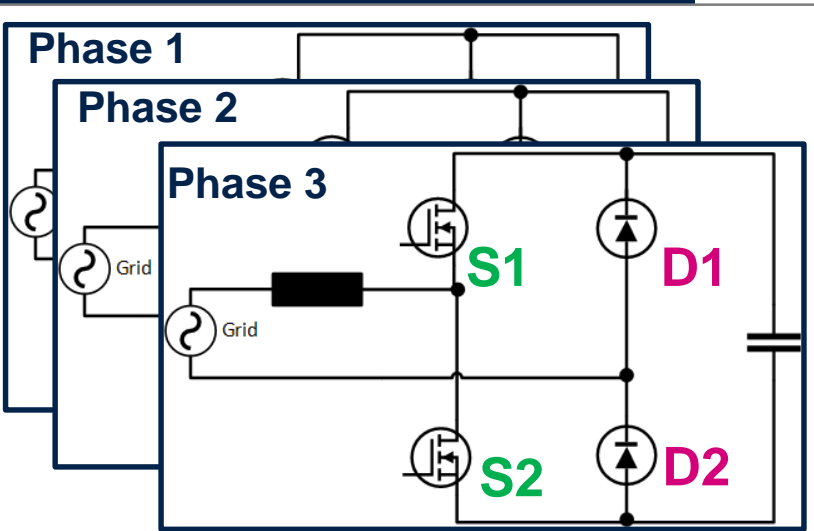 Phase 1
Phase 2
Grid
Phase 3
S1
D1
Grid
S2
D2